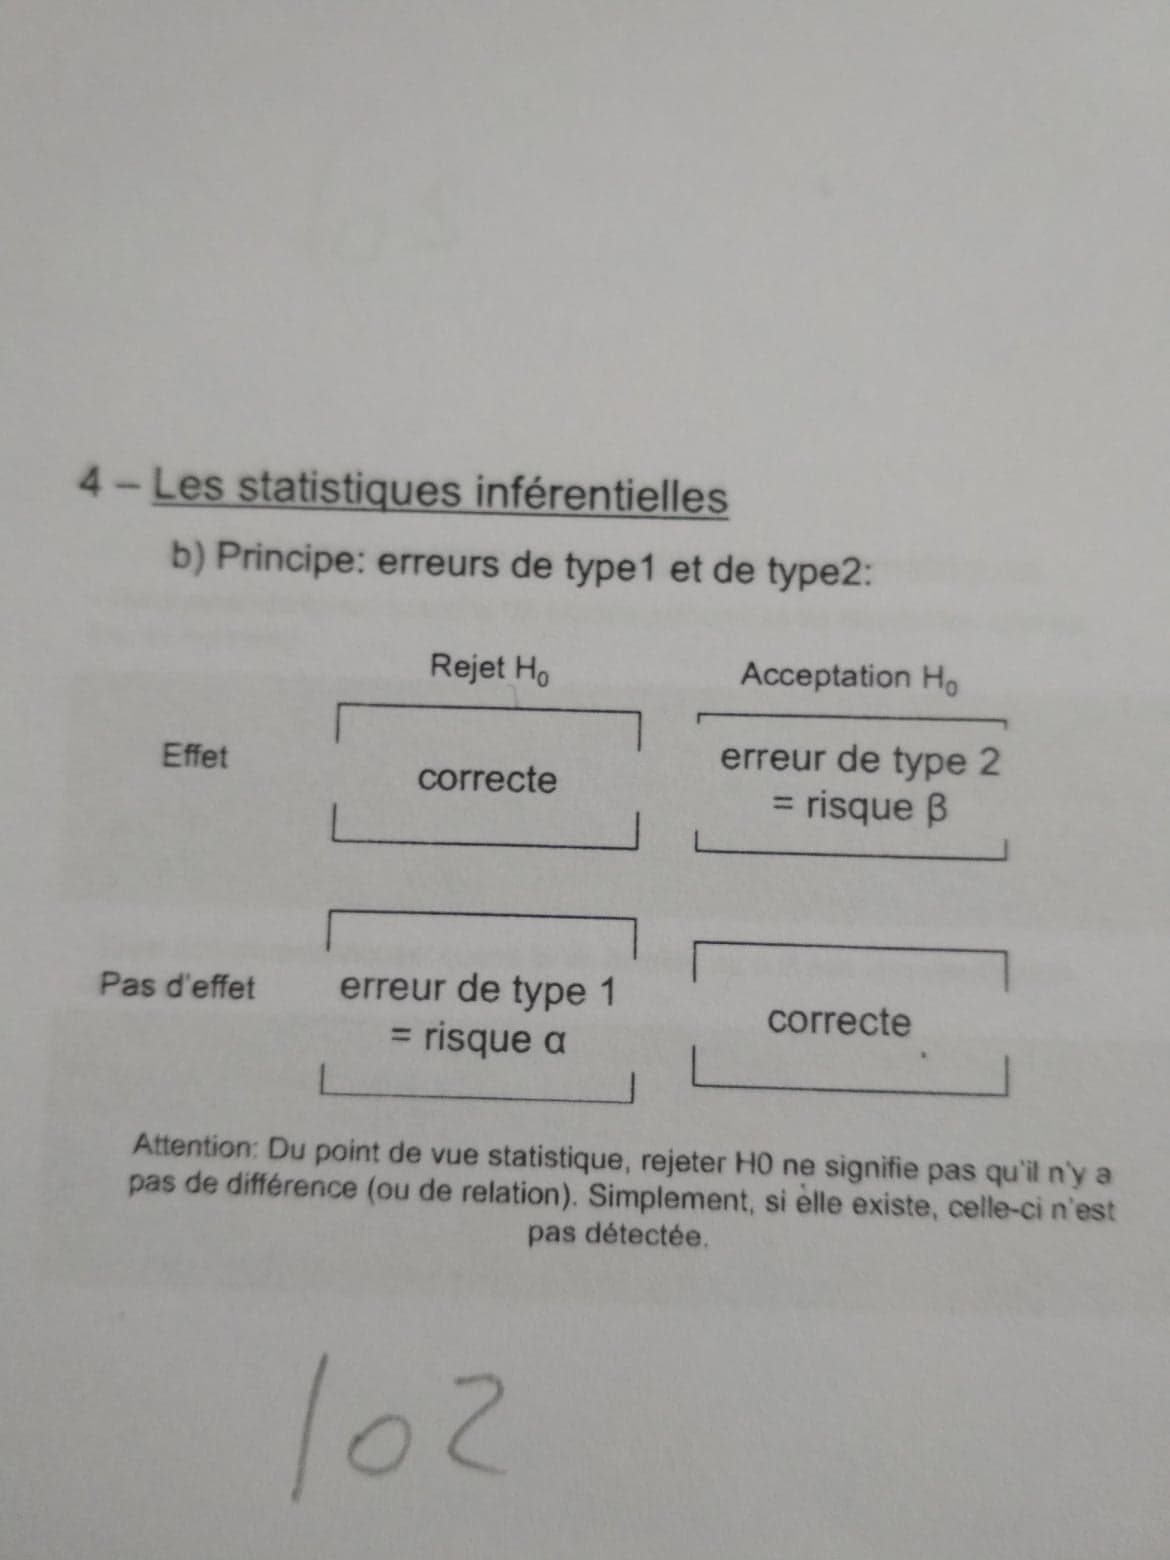 4 – Les statistiques inférentielles
b) Principe: erreurs de type1 et de type2:
Rejet H₀ Acceptation H₀
Effet correcte erreur de type 2
= risque β
Pas d'effet erreur de type 1 correcte
= risque α
Attention: Du point de vue statistique, rejeter H0 ne signifie pas qu'il n'y a
pas de différence (ou de relation). Simplement, si elle existe, celle-ci n'est
pas détectée.
102